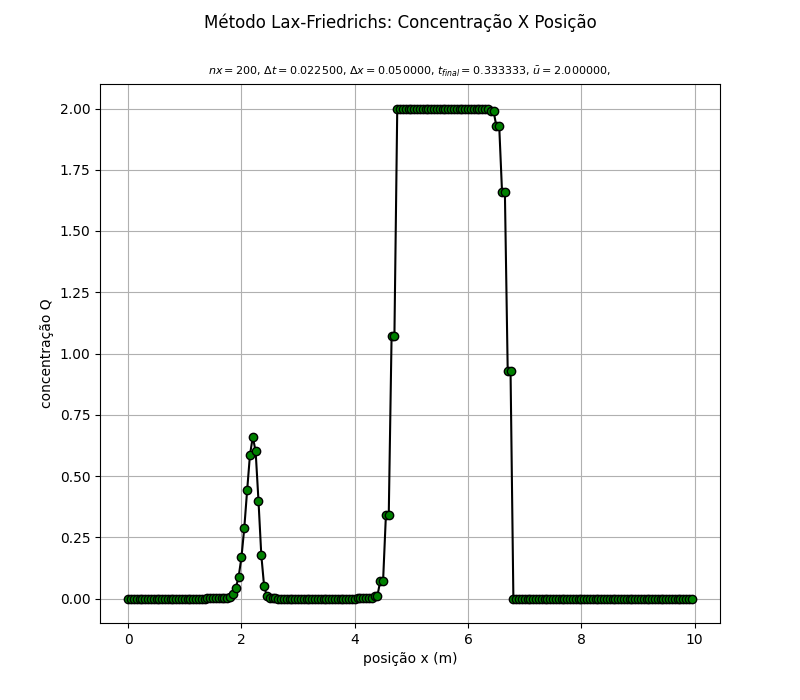 Método Lax-Friedrichs: Concentração X Posição
nx = 200, Δt = 0.022500, Δx = 0.050000, t_final = 0.333333, ū = 2.000000,
2.00
1.75
1.50
1.25
1.00
0.75
0.50
0.25
0.00
concentração Q
0 2 4 6 8 10
posição x (m)